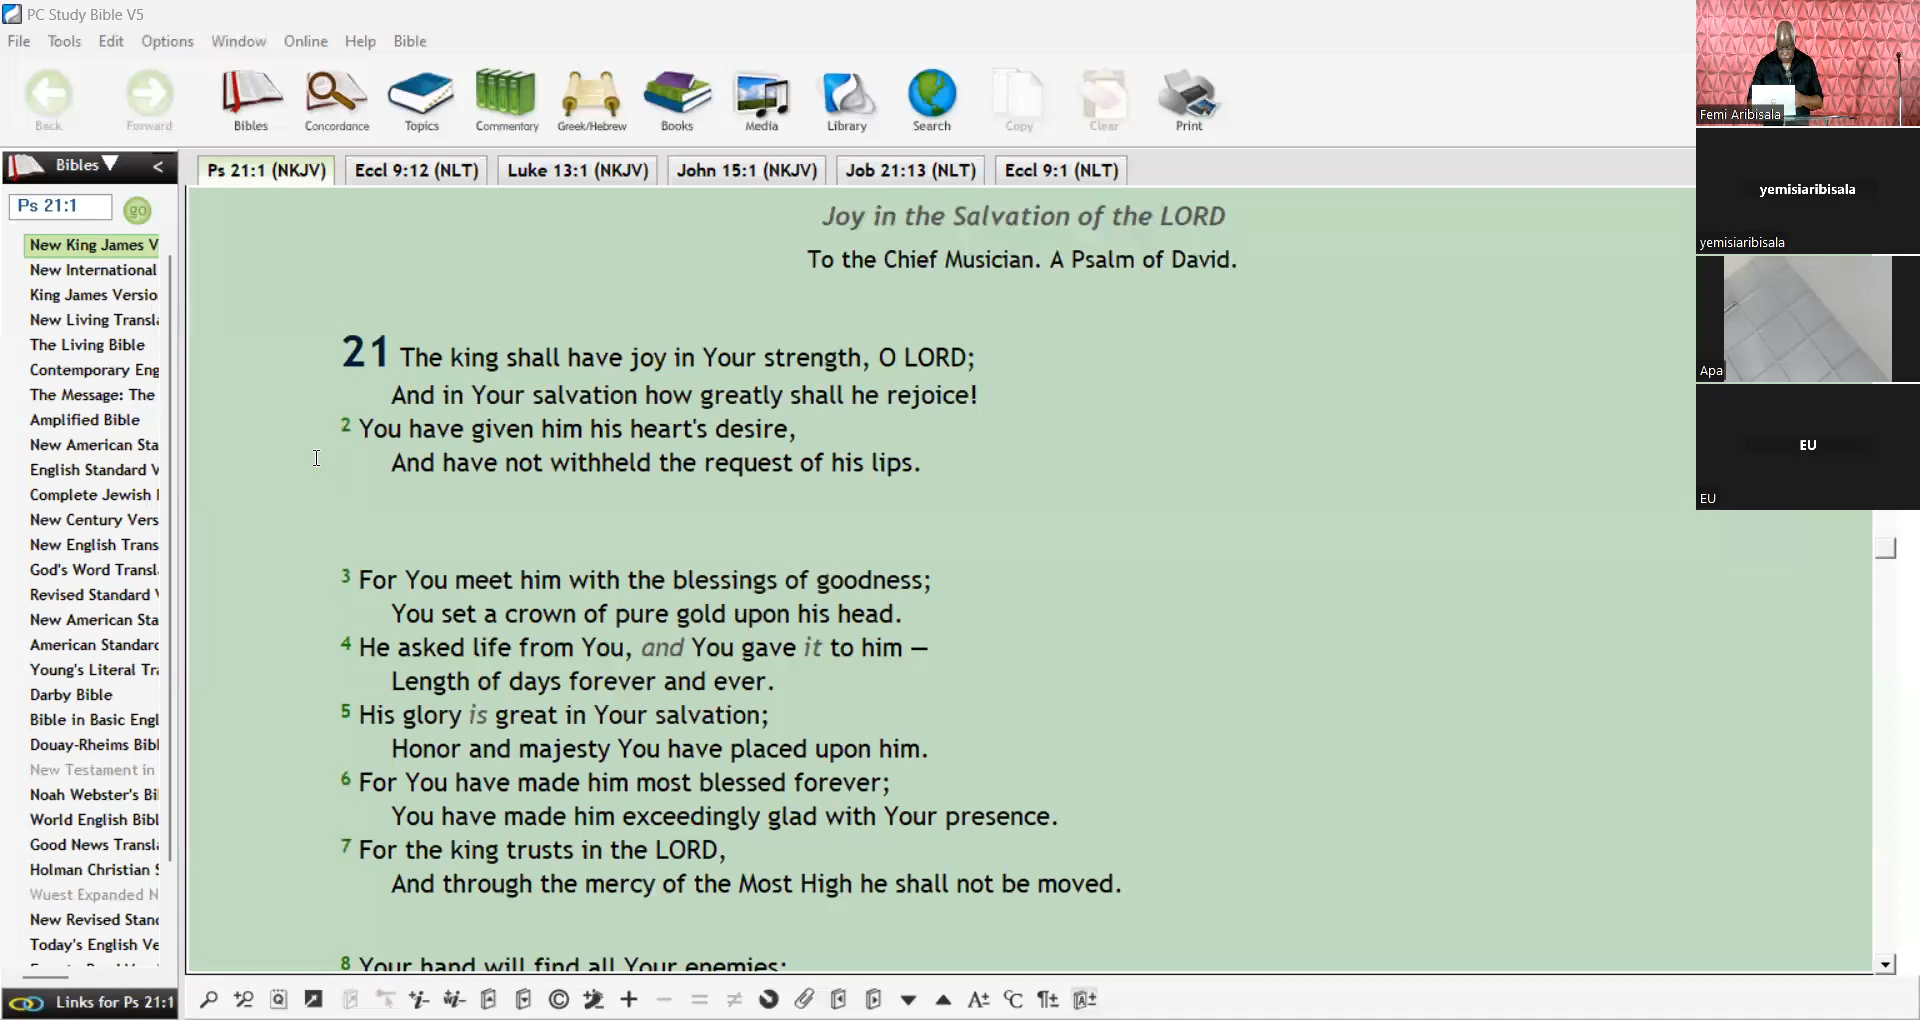 PC Study Bible V5
File Tools Edit Options Window Online Help Bible
Back Forward Bibles Concordance Topics Commentary Greek/Hebrew Books Media Library Search Copy Clear Print
Bibles <
Ps 21:1 (NKJV) Eccl 9:12 (NLT) Luke 13:1 (NKJV) John 15:1 (NKJV) Job 21:13 (NLT) Eccl 9:1 (NLT)
Ps 21:1 go
New King James V
New International
King James Versio
New Living Transla
The Living Bible
Contemporary Eng
The Message: The
Amplified Bible
New American Sta
English Standard V
Complete Jewish
New Century Vers
New English Trans
God's Word Transl
Revised Standard V
New American Sta
American Standard
Young's Literal Tra
Darby Bible
Bible in Basic Engl
Douay-Rheims Bibl
New Testament in
Noah Webster's Bi
World English Bibl
Good News Transla
Holman Christian S
Wuest Expanded N
New Revised Stand
Today's English Ve
Links for Ps 21:1
Joy in the Salvation of the LORD
To the Chief Musician. A Psalm of David.
21 The king shall have joy in Your strength, O LORD;
And in Your salvation how greatly shall he rejoice!
2 You have given him his heart's desire,
And have not withheld the request of his lips.
3 For You meet him with the blessings of goodness;
You set a crown of pure gold upon his head.
4 He asked life from You, and You gave it to him —
Length of days forever and ever.
5 His glory is great in Your salvation;
Honor and majesty You have placed upon him.
6 For You have made him most blessed forever;
You have made him exceedingly glad with Your presence.
7 For the king trusts in the LORD,
And through the mercy of the Most High he shall not be moved.
8 Your hand will find all Your enemies;
Femi Aribisala
yemisiaribisala
yemisiaribisala
Apa
EU
EU